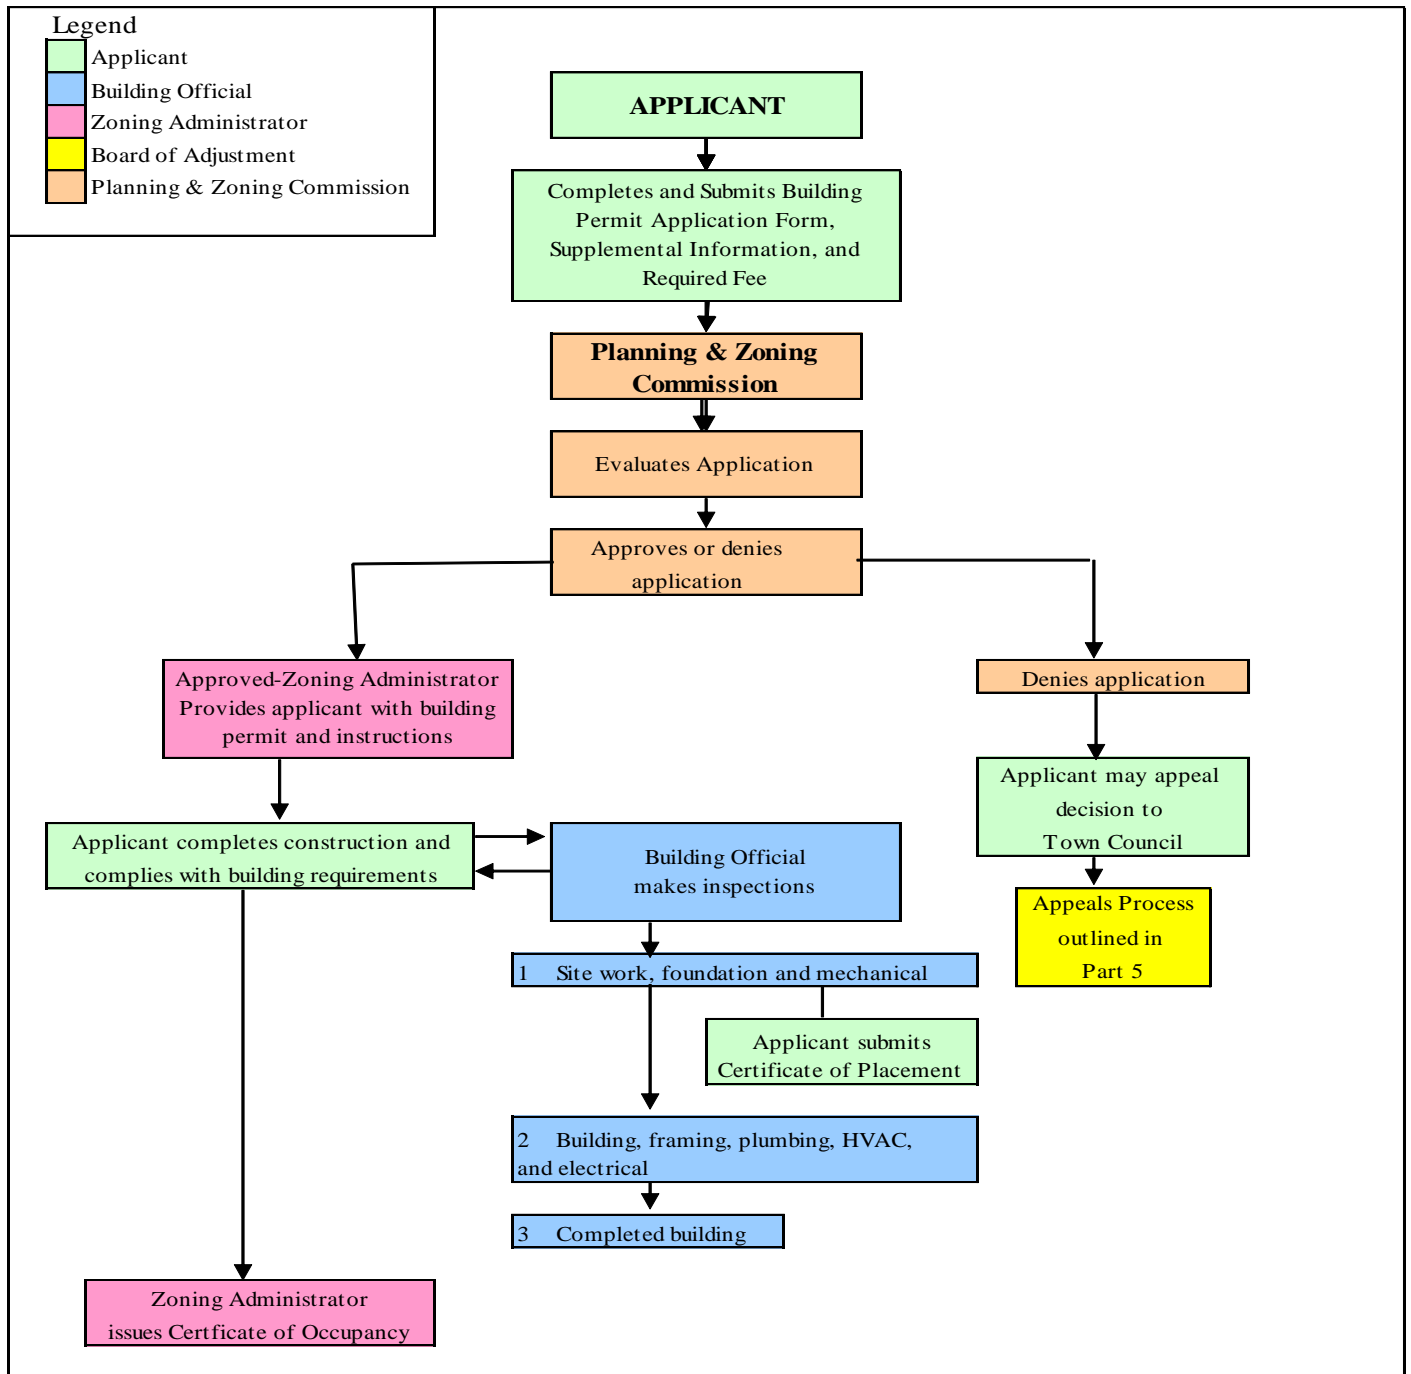 Legend
Applicant
Building Official
Zoning Administrator
Board of Adjustment
Planning & Zoning Commission
APPLICANT
Completes and Submits Building
Permit Application Form,
Supplemental Information, and
Required Fee
Planning & Zoning
Commission
Evaluates Application
Approves or denies
application
Approved-Zoning Administrator
Provides applicant with building
permit and instructions
Denies application
Applicant may appeal
decision to
Town Council
Applicant completes construction and
complies with building requirements
Building Official
makes inspections
Appeals Process
outlined in
Part 5
1 Site work, foundation and mechanical
Applicant submits
Certificate of Placement
2 Building, framing, plumbing, HVAC,
and electrical
3 Completed building
Zoning Administrator
issues Certficate of Occupancy